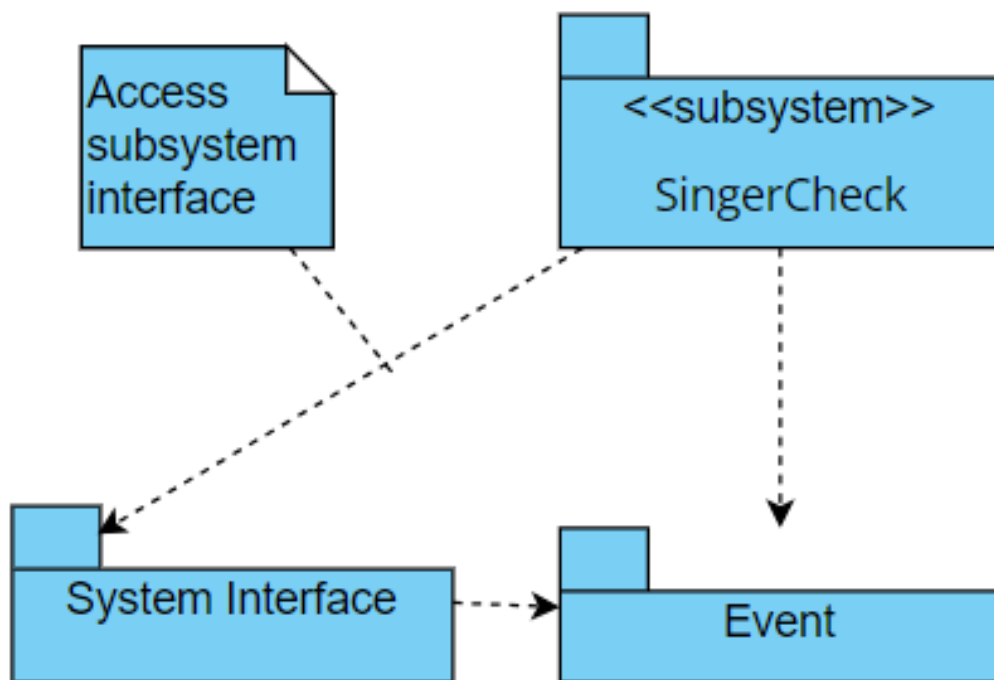 Access
subsystem
interface
<<subsystem>>
SingerCheck
System Interface
Event